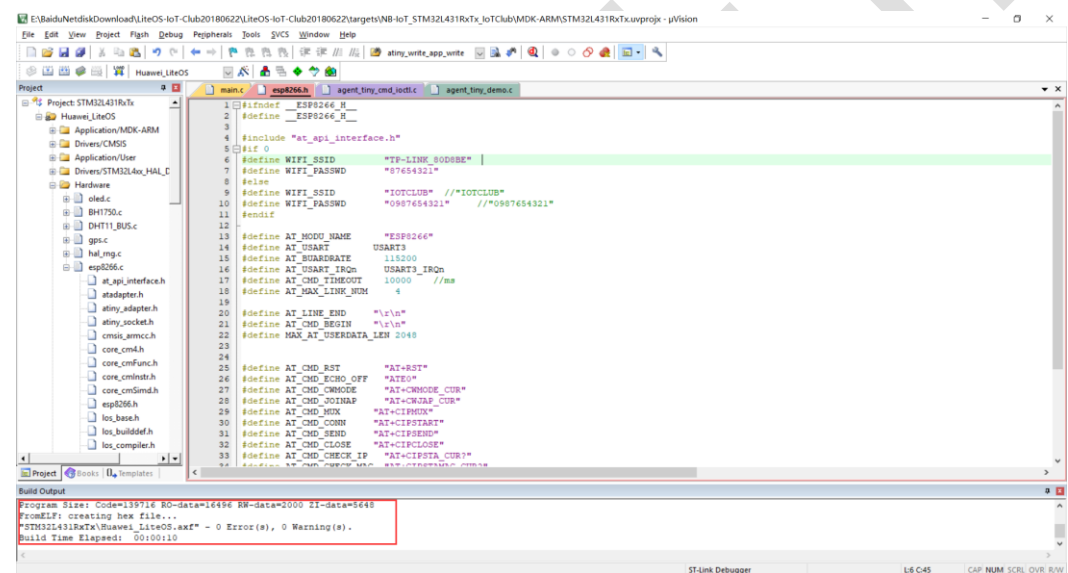 E:\BaiduNetdiskDownload\LiteOS-IoT-Club20180622\LiteOS-IoT-Club20180622\targets\NB-IoT_STM32L431RxTx_IoTClub\MDK-ARM\STM32L431RxTx.uvprojx - µVision
File Edit View Project Flash Debug Peripherals Tools SVCS Window Help
atiny_write_app_write
Huawei_LiteOS
Project
main.c esp8266.h agent_tiny_cmd_ioctl.c agent_tiny_demo.c
Project: STM32L431RxTx
Huawei_LiteOS
Application/MDK-ARM
Drivers/CMSIS
Application/User
Drivers/STM32L4xx_HAL_D
Hardware
oled.c
BH1750.c
DHT11_BUS.c
gps.c
hal_rng.c
esp8266.c
at_api_interface.h
atadapter.h
atiny_adapter.h
atiny_socket.h
cmsis_armcc.h
core_cm4.h
core_cmFunc.h
core_cmInstr.h
core_cmSimd.h
esp8266.h
los_base.h
los_builddef.h
los_compiler.h
Project Books Templates
1 #ifndef __ESP8266_H__
2 #define __ESP8266_H__
3
4 #include "at_api_interface.h"
5 #if 0
6 #define WIFI_SSID "TP-LINK_80D8BE"
7 #define WIFI_PASSWD "87654321"
8 #else
9 #define WIFI_SSID "IOTCLUB" //"IOTCLUB"
10 #define WIFI_PASSWD "0987654321" //"0987654321"
11 #endif
12
13 #define AT_MODU_NAME "ESP8266"
14 #define AT_USART USART3
15 #define AT_BUARDRATE 115200
16 #define AT_USART_IRQn USART3_IRQn
17 #define AT_CMD_TIMEOUT 10000 //ms
18 #define AT_MAX_LINK_NUM 4
19
20 #define AT_LINE_END "\r\n"
21 #define AT_CMD_BEGIN "\r\n"
22 #define MAX_AT_USERDATA_LEN 2048
23
24
25 #define AT_CMD_RST "AT+RST"
26 #define AT_CMD_ECHO_OFF "ATE0"
27 #define AT_CMD_CWMODE "AT+CWMODE_CUR"
28 #define AT_CMD_JOINAP "AT+CWJAP_CUR"
29 #define AT_CMD_MUX "AT+CIPMUX"
30 #define AT_CMD_CONN "AT+CIPSTART"
31 #define AT_CMD_SEND "AT+CIPSEND"
32 #define AT_CMD_CLOSE "AT+CIPCLOSE"
33 #define AT_CMD_CHECK_IP "AT+CIPSTA_CUR?"
34 #define AT_CMD_CHECK_MAC "AT+CIPSTAMAC_CUR?"
Build Output
Program Size: Code=139716 RO-data=16496 RW-data=2000 ZI-data=5648
FromELF: creating hex file...
"STM32L431RxTx\Huawei_LiteOS.axf" - 0 Error(s), 0 Warning(s).
Build Time Elapsed: 00:00:10
ST-Link Debugger L:6 C:45 CAP NUM SCRL OVR R/W